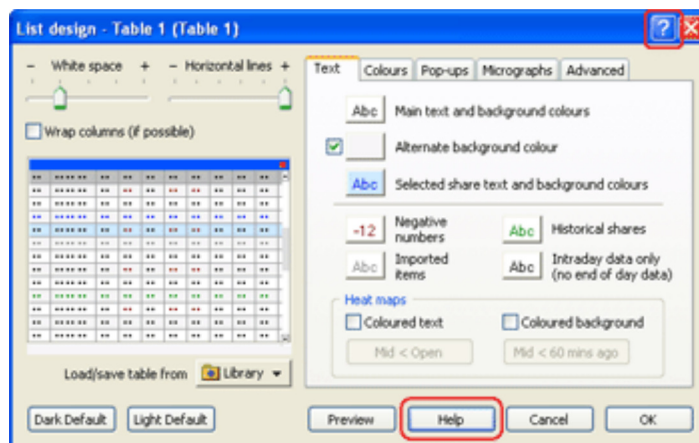 List design - Table 1 (Table 1)
- White space + - Horizontal lines +
Wrap columns (if possible)
Load/save table from Library
Dark Default Light Default
Text Colours Pop-ups Micrographs Advanced
Abc Main text and background colours
Alternate background colour
Abc Selected share text and background colours
-12 Negative numbers
Abc Historical shares
Abc Imported items
Abc Intraday data only
(no end of day data)
Heat maps
Coloured text Coloured background
Mid < Open Mid < 60 mins ago
Preview Help Cancel OK